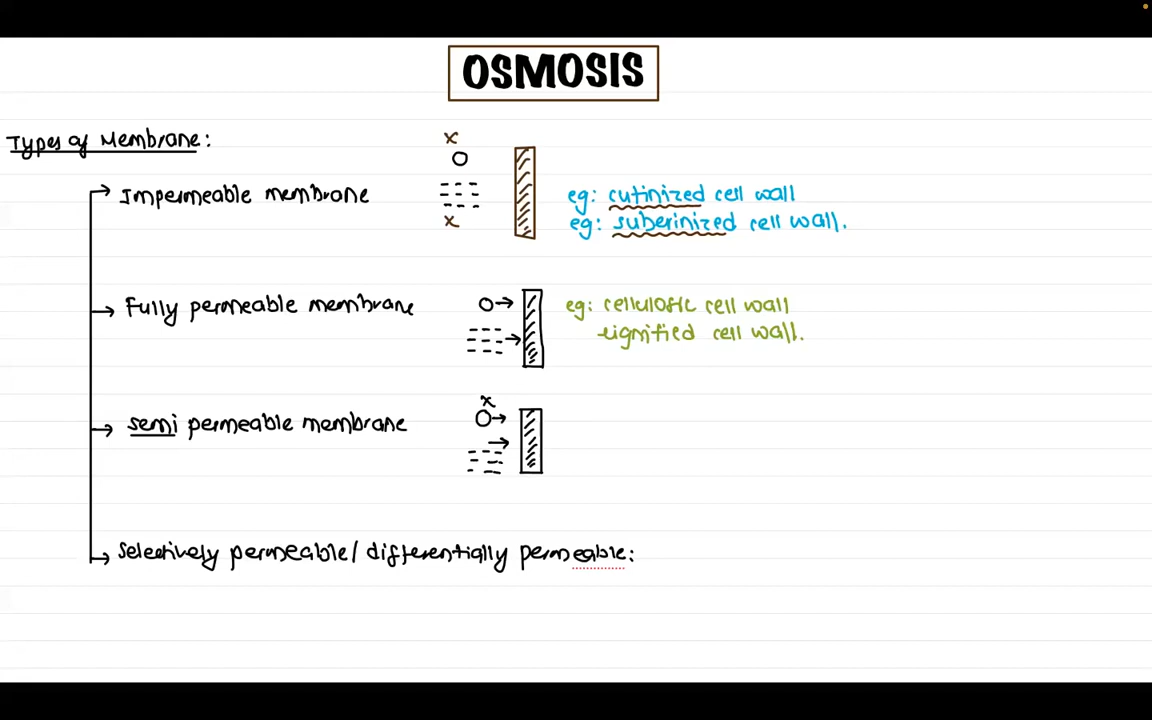 OSMOSIS
Types of Membrane:
Impermeable membrane
x
x
eg: cutinized cell wall
eg: suberinized cell wall.
Fully permeable membrane
eg: cellulosic cell wall
lignified cell wall.
semi permeable membrane
x
Selectively permeable/differentially permeable: